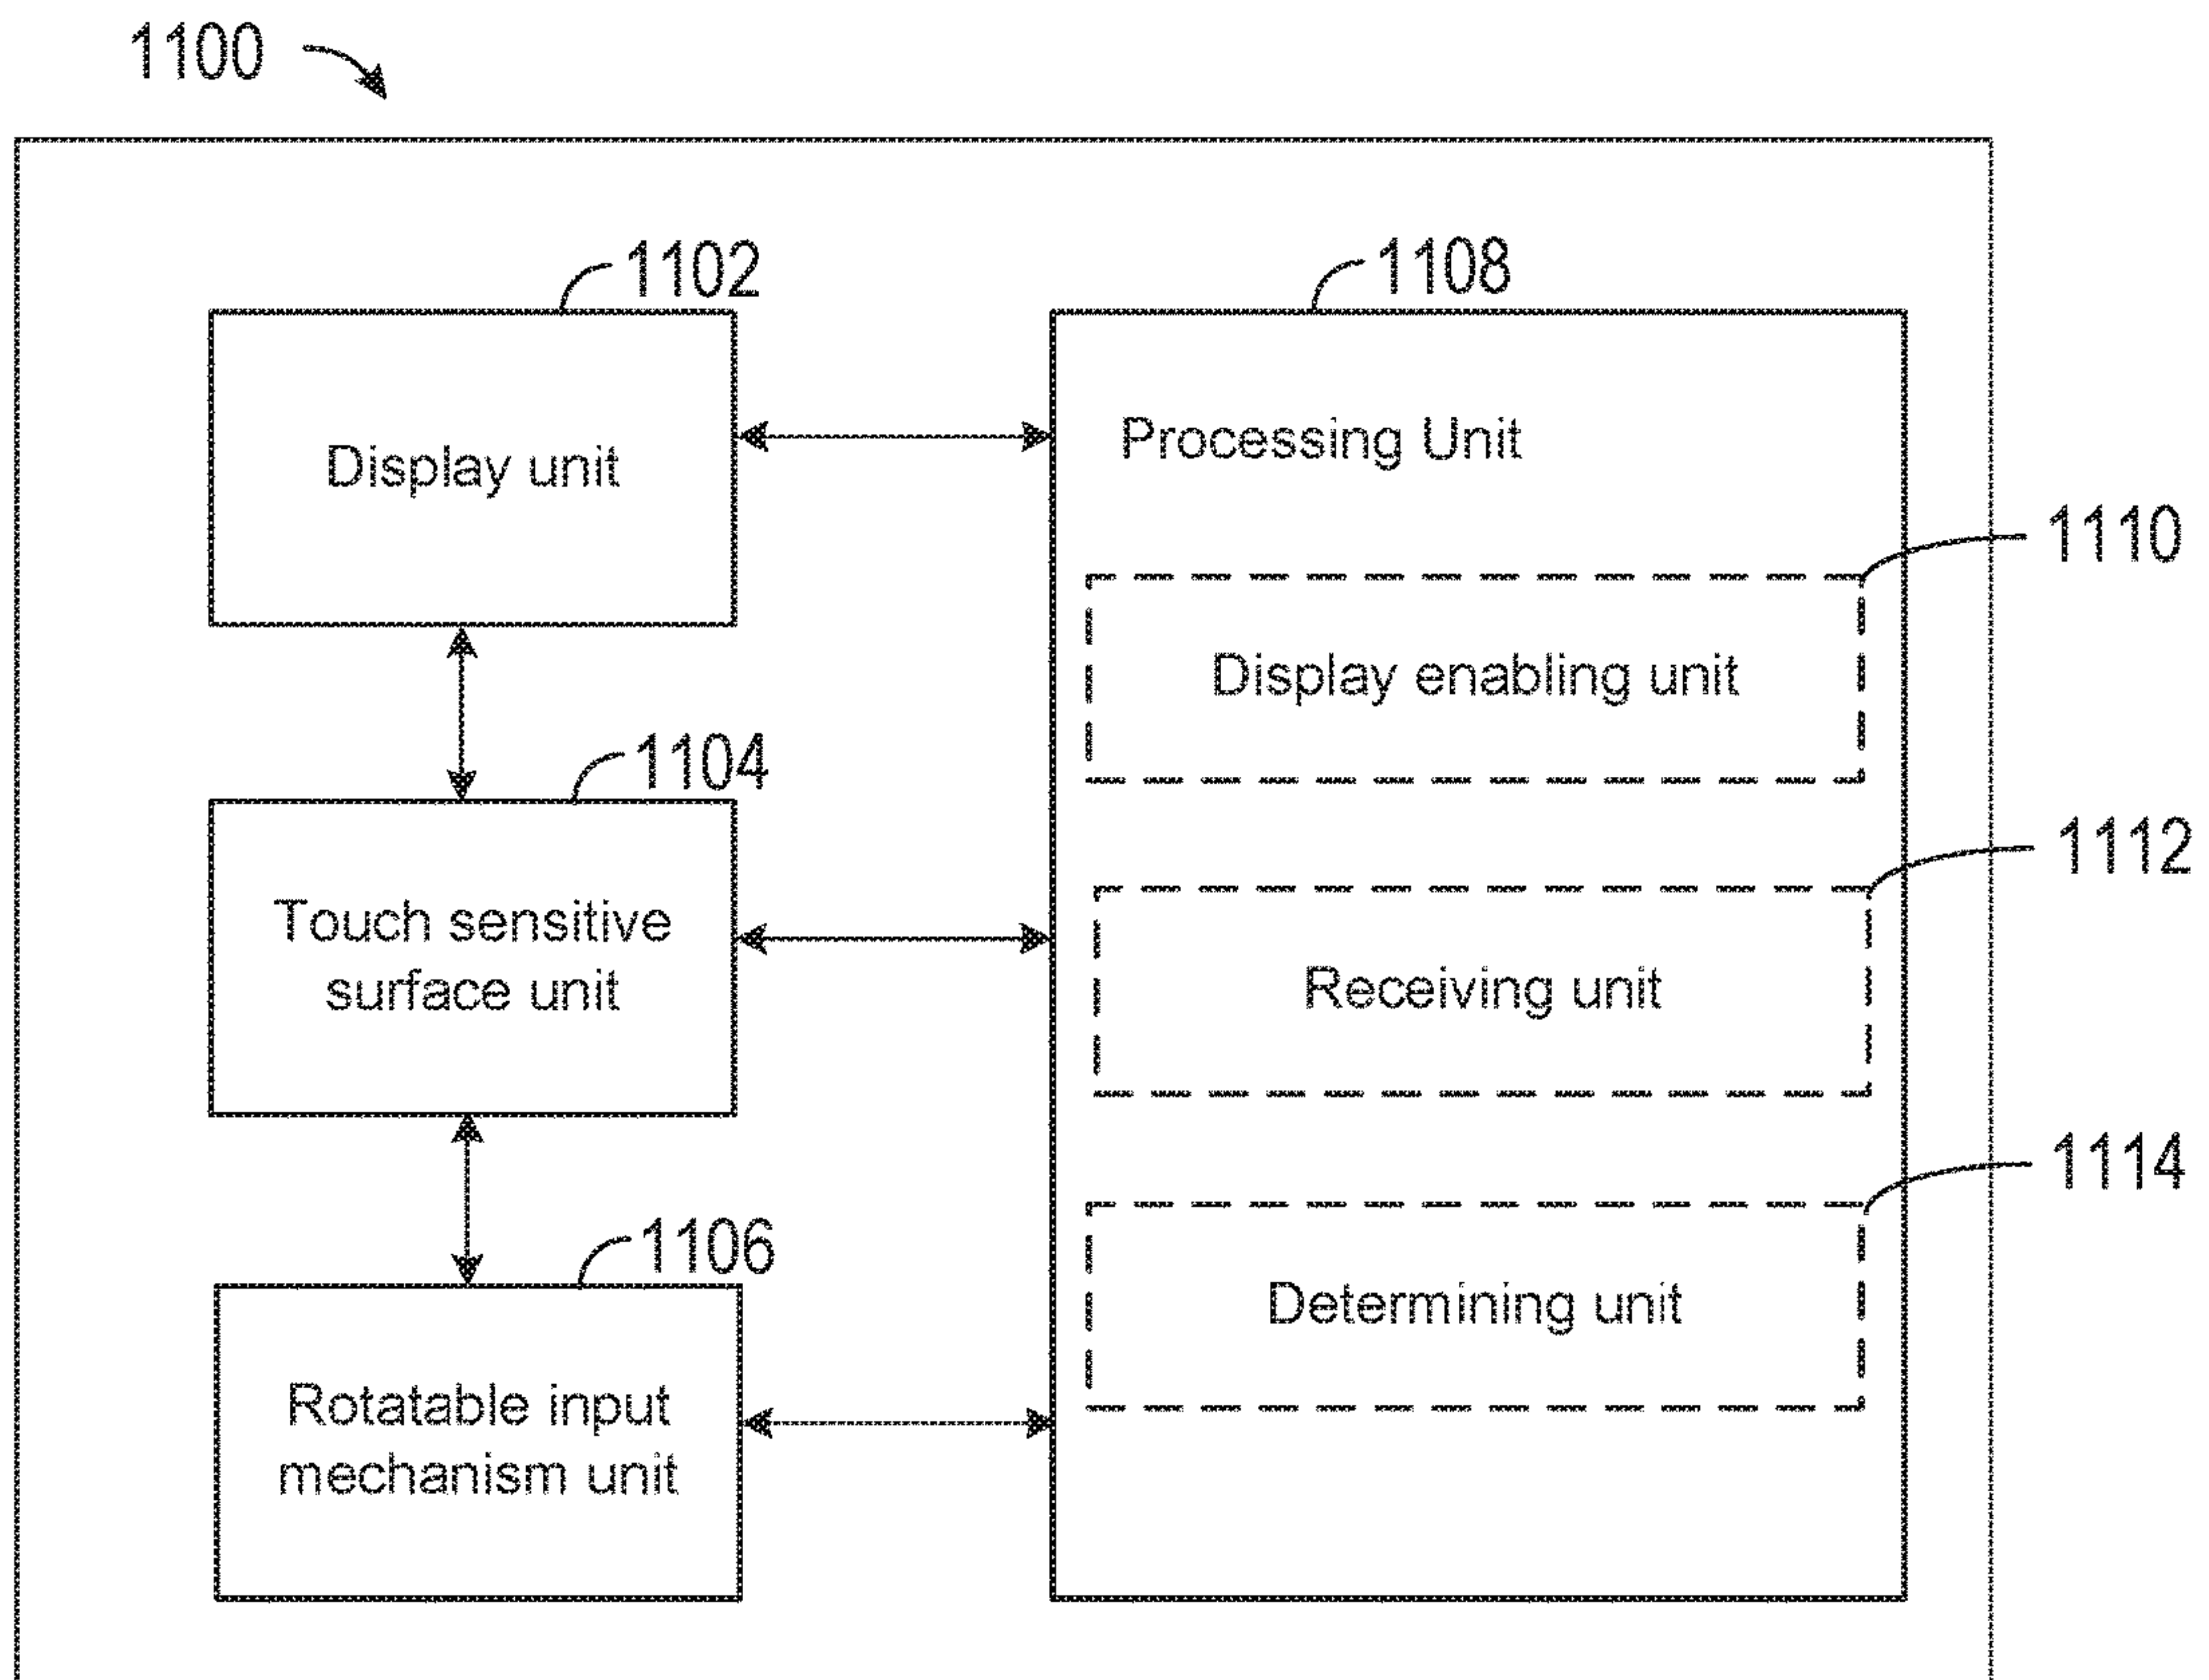 1100
1102
1108
Display unit
Processing Unit
1110
Display enabling unit
1104
1112
Touch sensitive
surface unit
Receiving unit
1114
1106
Determining unit
Rotatable input
mechanism unit